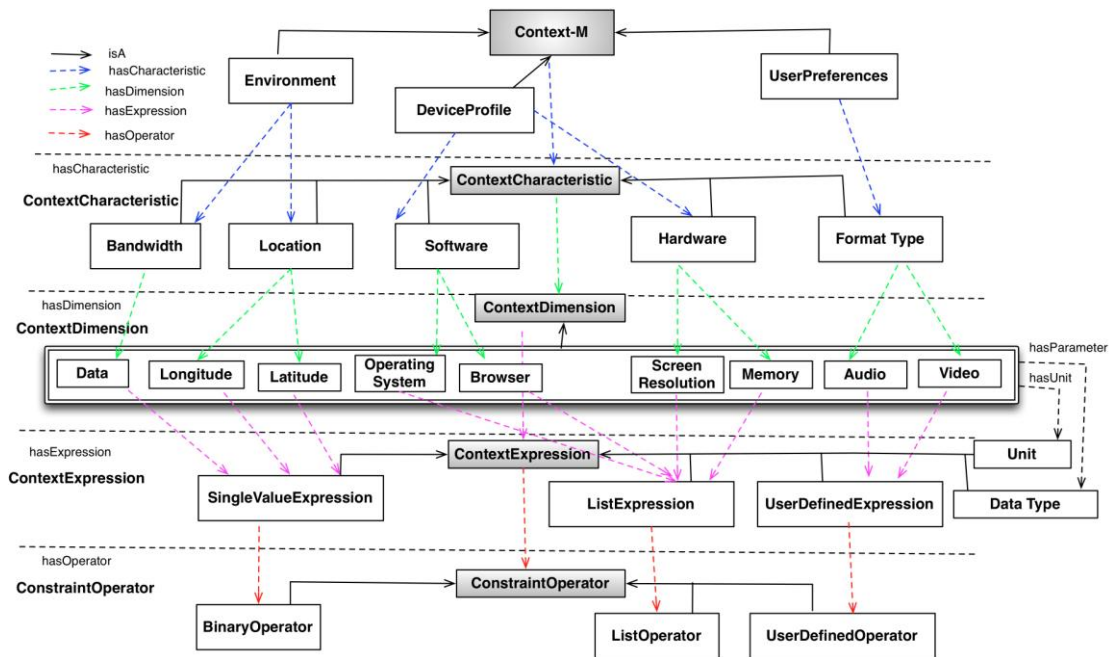 Context-M
isA
hasCharacteristic
hasDimension
hasExpression
hasOperator
Environment
DeviceProfile
UserPreferences
hasCharacteristic
ContextCharacteristic
ContextCharacteristic
Bandwidth
Location
Software
Hardware
Format Type
hasDimension
ContextDimension
ContextDimension
hasParameter
hasUnit
Data
Longitude
Latitude
Operating
System
Browser
Screen
Resolution
Memory
Audio
Video
hasExpression
ContextExpression
ContextExpression
Unit
SingleValueExpression
ListExpression
UserDefinedExpression
Data Type
hasOperator
ConstraintOperator
ConstraintOperator
BinaryOperator
ListOperator
UserDefinedOperator